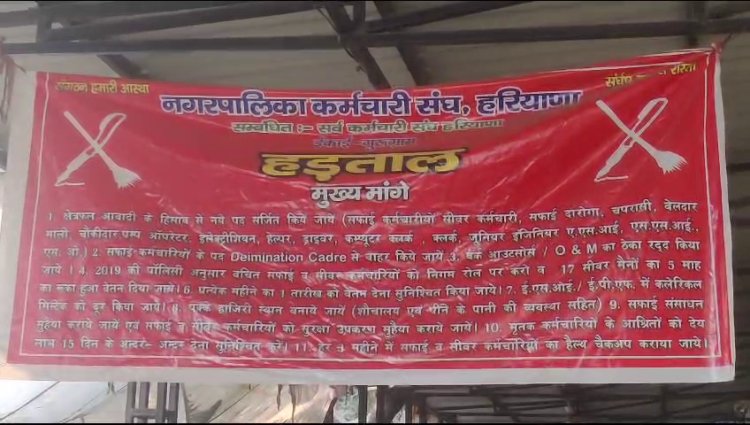 संगठन हमारी आस्था
संघर्ष रास्ता
नगरपालिका कर्मचारी संघ, हरियाणा
सम्बंधित :- सर्व कर्मचारी संघ हरियाणा
ईकाई-गुरुग्राम
हड़ताल
मुख्य मांगे
1. क्षेत्रफल आबादी के हिसाब से नये पद सर्जित किये जाये (सफाई कर्मचारीयों सीवर कर्मचारी, सफाई दारोगा, चपरासी, बेलदार
माली, चौकीदार पम्प ऑपरेटर, इलेक्ट्रीशियन, हेल्पर, ड्राइवर, कम्प्यूटर क्लर्क , क्लर्क, जूनियर इंजिनियर ए.एस.आई, एस.एस.आई.,
एस. ओ.) 2. सफाई कर्मचारियों के पद Deimination Cadre से बाहर किये जाये 3. वर्क आउटसोर्स / O & M का ठेका रद्द किया
जाये । 4. 2019 की पॉलिसी अनुसार वंचित सफाई व सीवर कर्मचारियों को निगम रोल पर करो व 17 सीवर मैनों का 5 माह
का रूका हुआ वेतन दिया जाये। 6. प्रत्येक महीने की 1 तारीख को वेतन देना सुनिश्चित किया जाये। 7. ई.एस.आई./ ई.पी.एफ. में कलेरिकल
मिस्टेक को दूर किया जाये। 8. पक्के हाजिरी स्थान बनाये जायें (शौचालय एवं पीने के पानी की व्यवस्था सहित) 9. सफाई संसाधन
मुहैया कराये जायें एवं सफाई व सीवर कर्मचारियों को सुरक्षा उपकरण मुहैया कराये जाये। 10. मृतक कर्मचारियों के आश्रितों को देय
लाभ 15 दिन के अन्दर- अन्दर देना सुनिश्चित करें। 11. हर महीने में सफाई व सीवर कर्मचारियों का हैल्थ चैकअप कराया जाये।